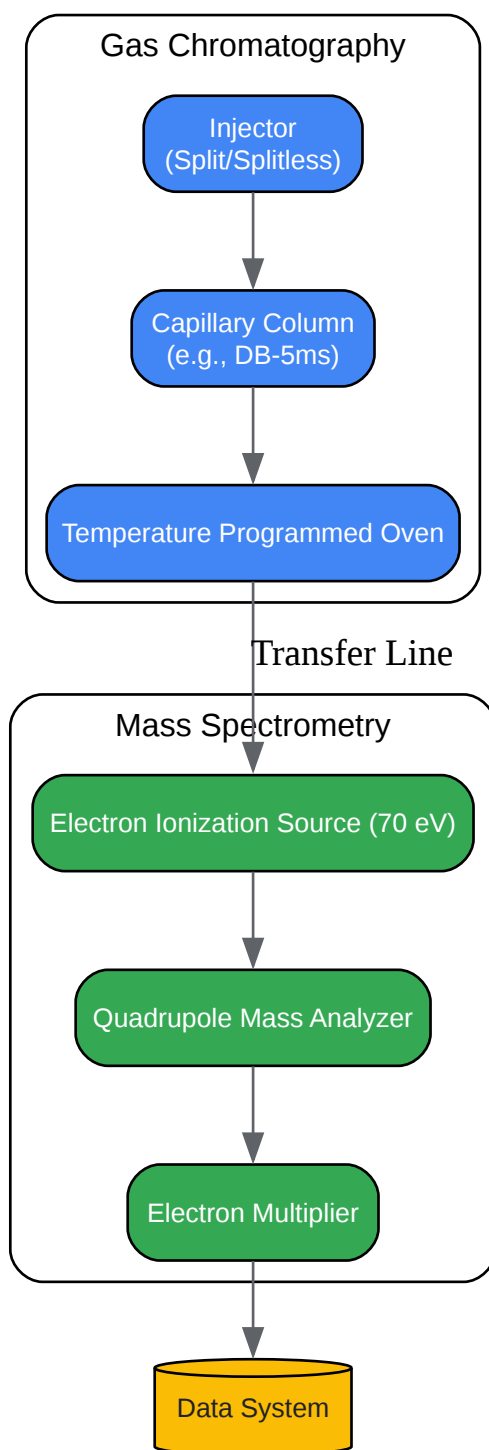 Gas Chromatography
Injector
(Split/Splitless)
Capillary Column
(e.g., DB-5ms)
Temperature Programmed Oven
Transfer Line
Mass Spectrometry
Electron Ionization Source (70 eV)
Quadrupole Mass Analyzer
Electron Multiplier
Data System